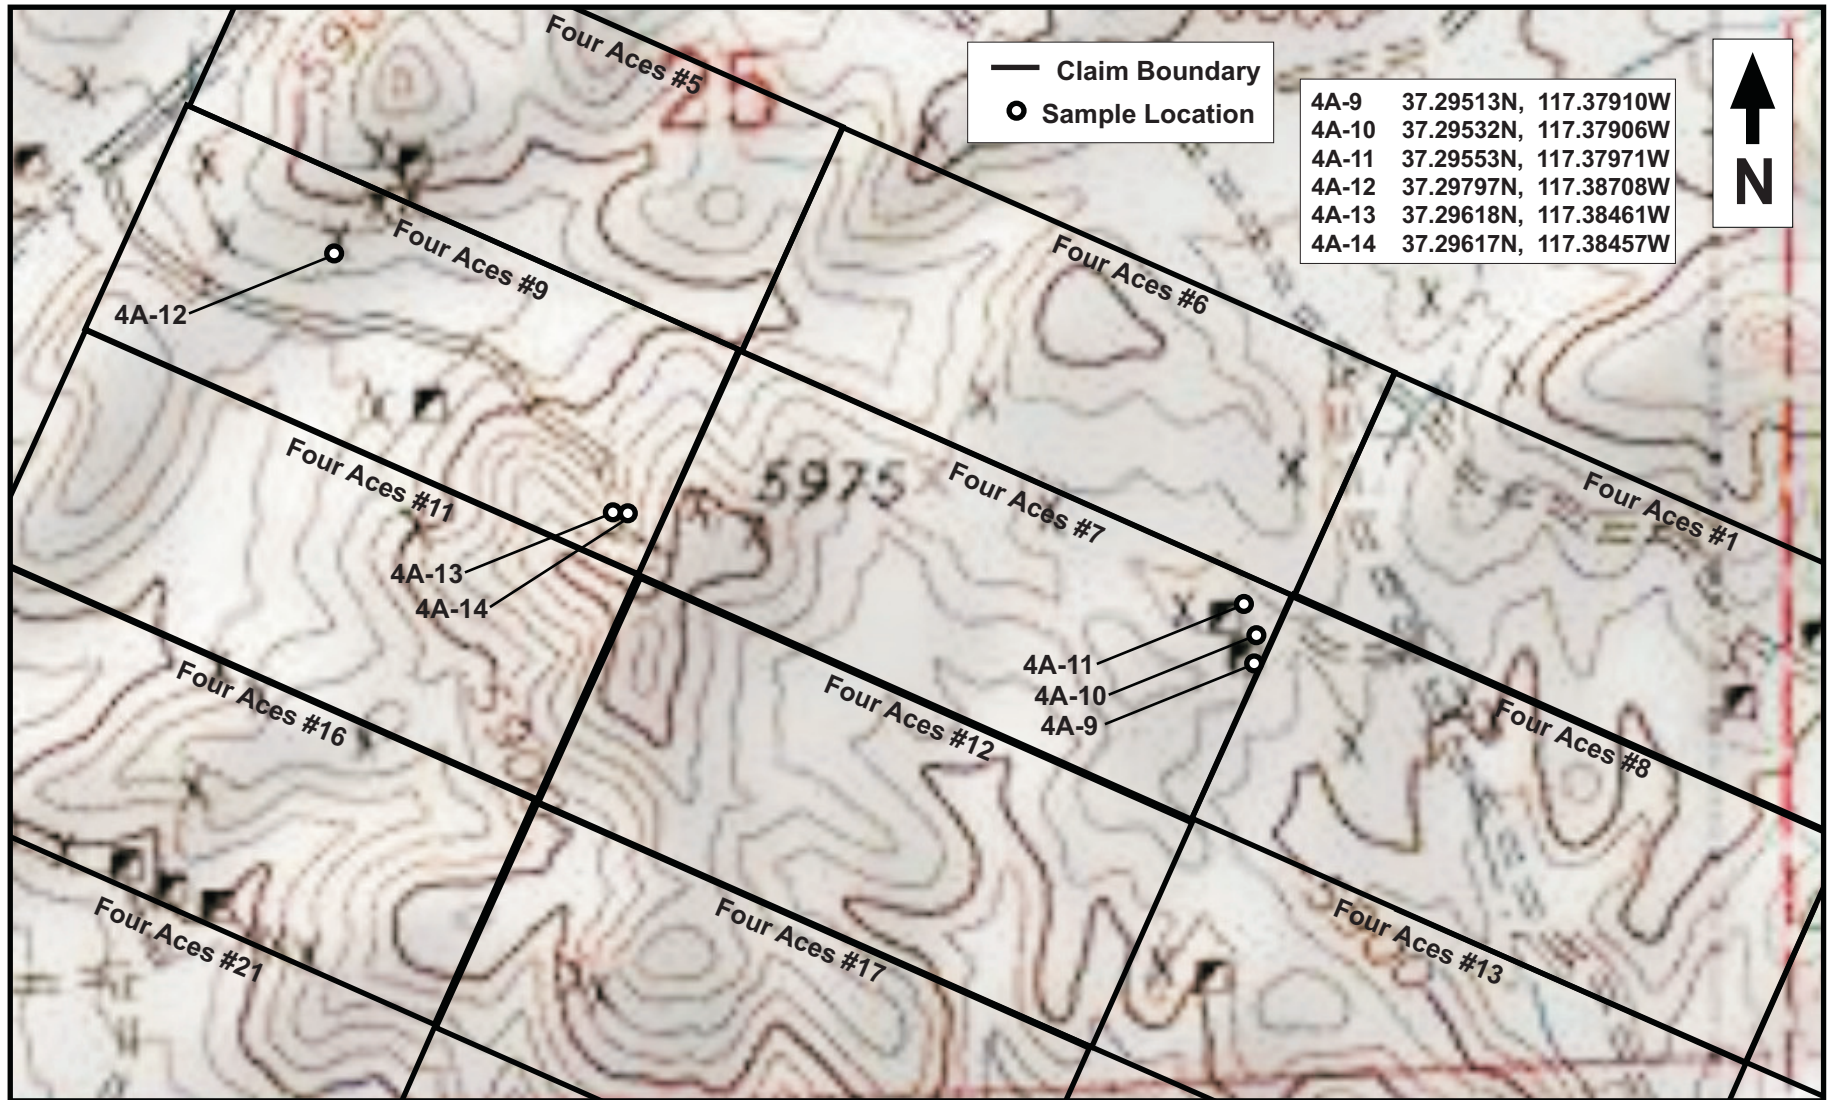 Four Aces #5
25
590
Claim Boundary
Sample Location
4A-9 37.29513N, 117.37910W
4A-10 37.29532N, 117.37906W
4A-11 37.29553N, 117.37971W
4A-12 37.29797N, 117.38708W
4A-13 37.29618N, 117.38461W
4A-14 37.29617N, 117.38457W
N
Four Aces #9
Four Aces #6
4A-12
Four Aces #11
5975
Four Aces #7
Four Aces #1
4A-13
4A-14
4A-11
4A-10
4A-9
Four Aces #16
5900
Four Aces #12
Four Aces #8
Four Aces #21
Four Aces #17
Four Aces #13